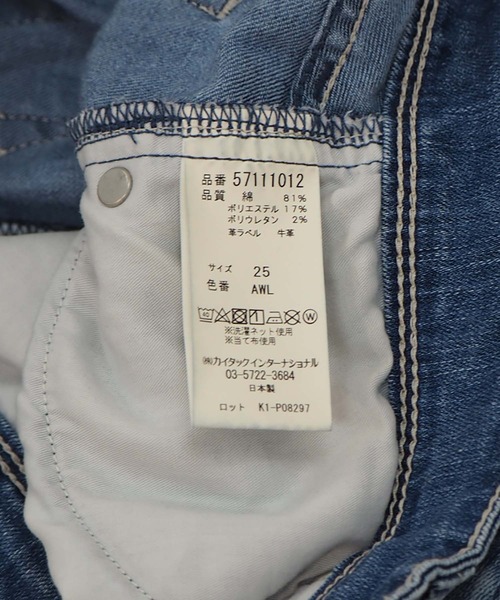 品番 57111012
品質 綿 81%
ポリエステル 17%
ポリウレタン 2%
革ラベル 牛革
サイズ 25
色番 AWL
40 W
※洗濯ネット使用
※当て布使用
㈱カイタックインターナショナル
03-5722-3684
日本製
ロット K1-P08297